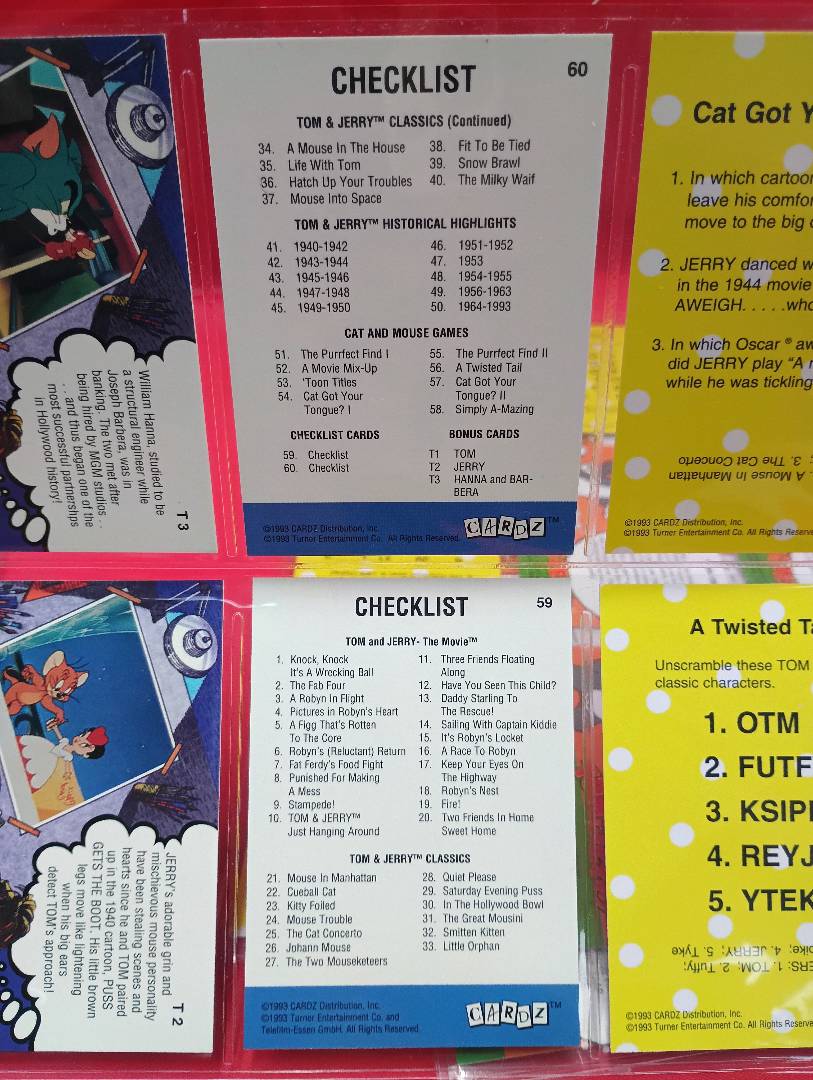 William Hanna, studied to be
a structural engineer while
Joseph Barbera, was in
banking. The two met after
being hired by MGM studios . .
. . and thus began one of the
most successful partnerships
in Hollywood history!
T3
CHECKLIST
60
TOM & JERRY™ CLASSICS (Continued)
34. A Mouse In The House
35. Life With Tom
36. Hatch Up Your Troubles
37. Mouse Into Space
38. Fit To Be Tied
39. Snow Brawl
40. The Milky Waif
TOM & JERRY™ HISTORICAL HIGHLIGHTS
41. 1940-1942
42. 1943-1944
43. 1945-1946
44. 1947-1948
45. 1949-1950
46. 1951-1952
47. 1953
48. 1954-1955
49. 1956-1963
50. 1964-1993
CAT AND MOUSE GAMES
51. The Purrfect Find I
52. A Movie Mix-Up
53. 'Toon Titles
54. Cat Got Your
Tongue? I
55. The Purrfect Find II
56. A Twisted Tail
57. Cat Got Your
Tongue? II
58. Simply A-Mazing
CHECKLIST CARDS
59. Checklist
60. Checklist
BONUS CARDS
T1 TOM
T2 JERRY
T3 HANNA and BAR-
BERA
©1993 CARDZ Distribution, Inc.
©1993 Turner Entertainment Co. All Rights Reserved.
CARDZ™
Cat Got Y
1. In which cartoon
leave his comfor
move to the big
2. JERRY danced w
in the 1944 movie
AWEIGH. . . . .who
3. In which Oscar® aw
did JERRY play “A
while he was tickling
. A Mouse in Manhattan
; 3. The Cat Concerto
©1993 CARDZ Distribution, Inc.
©1993 Turner Entertainment Co. All Rights Reserve
JERRY's adorable grin and
mischievous mouse personality
have been stealing scenes and
hearts since he and TOM paired
up in the 1940 cartoon, PUSS
GETS THE BOOT. His little brown
legs move like lightening
when his big ears
detect TOM's approach!
T2
CHECKLIST
59
TOM and JERRY- The Movie™
1. Knock, Knock
It's A Wrecking Ball
2. The Fab Four
3. A Robyn In Flight
4. Pictures in Robyn's Heart
5. A Figg That's Rotten
To The Core
6. Robyn's (Reluctant) Return
7. Fat Ferdy's Food Fight
8. Punished For Making
A Mess
9. Stampede!
10. TOM & JERRY™
Just Hanging Around
11. Three Friends Floating
Along
12. Have You Seen This Child?
13. Daddy Starling To
The Rescue!
14. Sailing With Captain Kiddie
15. It's Robyn's Locket
16. A Race To Robyn
17. Keep Your Eyes On
The Highway
18. Robyn's Nest
19. Fire!
20. Two Friends In Home
Sweet Home
TOM & JERRY™ CLASSICS
21. Mouse In Manhattan
22. Cueball Cat
23. Kitty Foiled
24. Mouse Trouble
25. The Cat Concerto
26. Johann Mouse
27. The Two Mouseketeers
28. Quiet Please
29. Saturday Evening Puss
30. In The Hollywood Bowl
31. The Great Mousini
32. Smitten Kitten
33. Little Orphan
©1993 CARDZ Distribution, Inc.
©1993 Turner Entertainment Co. and
Telefilm-Essen GmbH. All Rights Reserved.
CARDZ™
A Twisted Ta
Unscramble these TOM
classic characters.
1. OTM
2. FUTF
3. KSIPI
4. REYJ
5. YTEK
ERS: 1. TOM; 2. Tuffy;
pike; 4. JERRY; 5. Tyke
©1993 CARDZ Distribution, Inc.
©1993 Turner Entertainment Co. All Rights Reserve